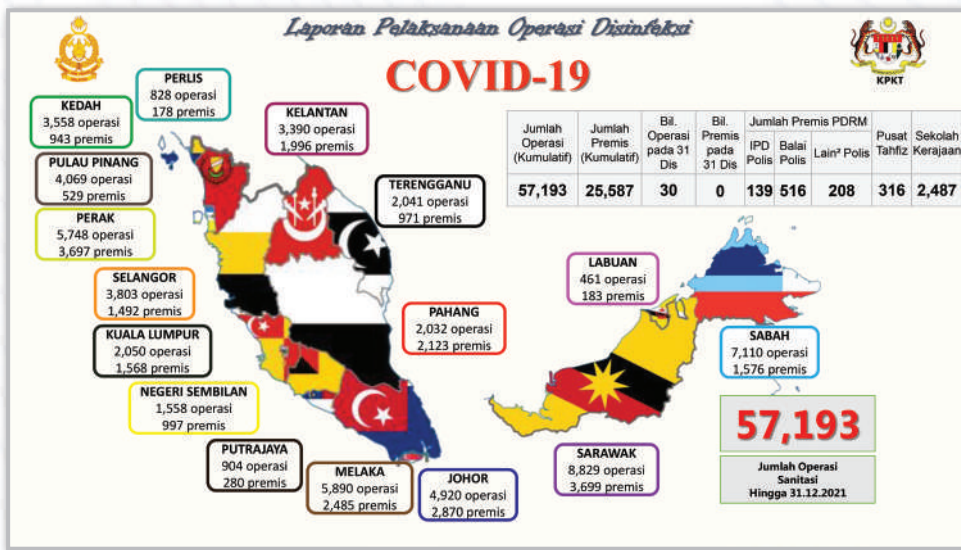 Laporan Pelaksanaan Operasi Disinfeksi
COVID-19
KPKT
PERLIS
828 operasi
178 premis
KEDAH
3,558 operasi
943 premis
KELANTAN
3,390 operasi
1,996 premis
PULAU PINANG
4,069 operasi
529 premis
TERENGGANU
2,041 operasi
971 premis
PERAK
5,748 operasi
3,697 premis
SELANGOR
3,803 operasi
1,492 premis
PAHANG
2,032 operasi
2,123 premis
KUALA LUMPUR
2,050 operasi
1,568 premis
NEGERI SEMBILAN
1,558 operasi
997 premis
PUTRAJAYA
904 operasi
280 premis
MELAKA
5,890 operasi
2,485 premis
JOHOR
4,920 operasi
2,870 premis
Jumlah Operasi (Kumulatif) Jumlah Premis (Kumulatif) Bil. Operasi pada 31 Dis Bil. Premis pada 31 Dis Jumlah Premis PDRM IPD Polis Balai Polis Lain² Polis Pusat Tahfiz Sekolah Kerajaan
57,193 25,587 30 0 139 516 208 316 2,487
LABUAN
461 operasi
183 premis
SABAH
7,110 operasi
1,576 premis
SARAWAK
8,829 operasi
3,699 premis
57,193
Jumlah Operasi
Sanitasi
Hingga 31.12.2021